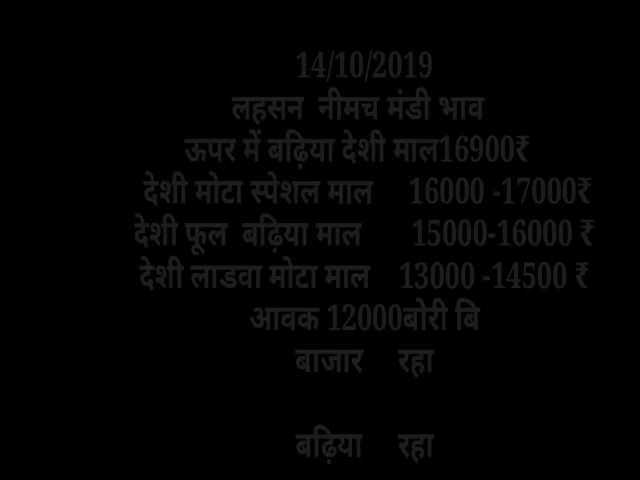 14/10/2019
लहसन नीमच मंडी भाव
ऊपर में बढ़िया देशी माल16900₹
देशी मोटा स्पेशल माल 16000 -17000₹
देशी फूल बढ़िया माल 15000-16000 ₹
देशी लाडवा मोटा माल 13000 -14500 ₹
आवक 12000बोरी बि
बाजार रहा
बढ़िया रहा